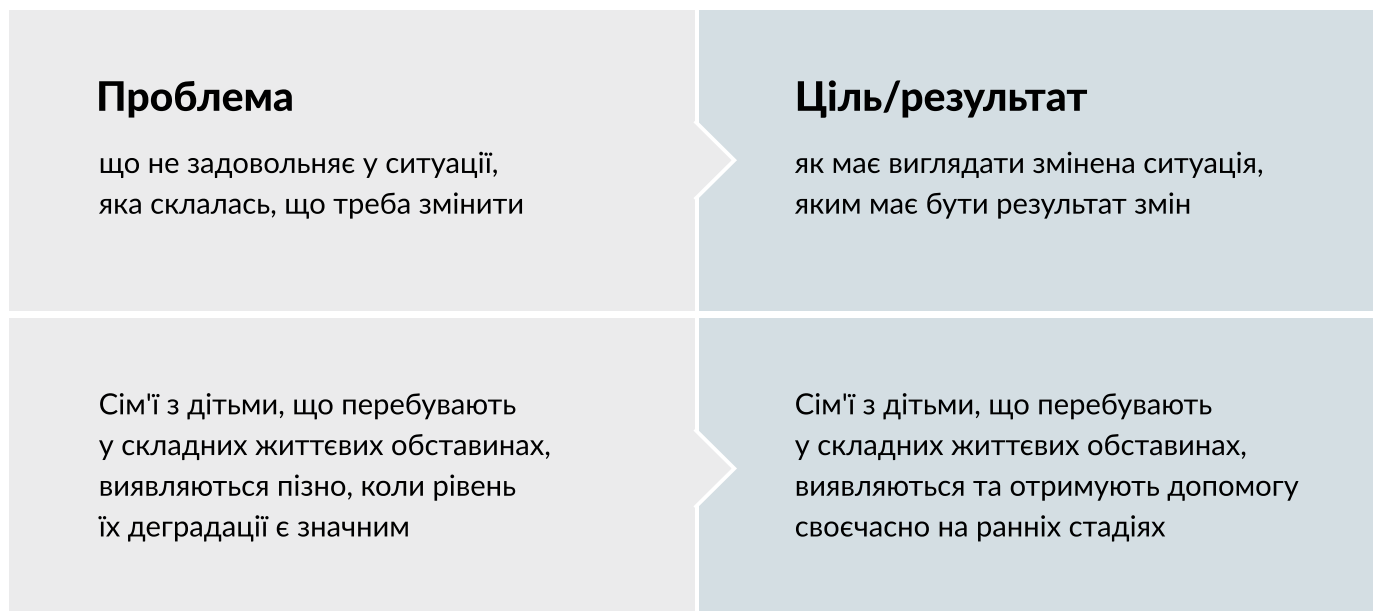 Проблема
що не задовольняє у ситуації,
яка склалась, що треба змінити
Ціль/результат
як має виглядати змінена ситуація,
яким має бути результат змін
Сім'ї з дітьми, що перебувають
у складних життєвих обставинах,
виявляються пізно, коли рівень
їх деградації є значним
Сім'ї з дітьми, що перебувають
у складних життєвих обставинах,
виявляються та отримують допомогу
своєчасно на ранніх стадіях